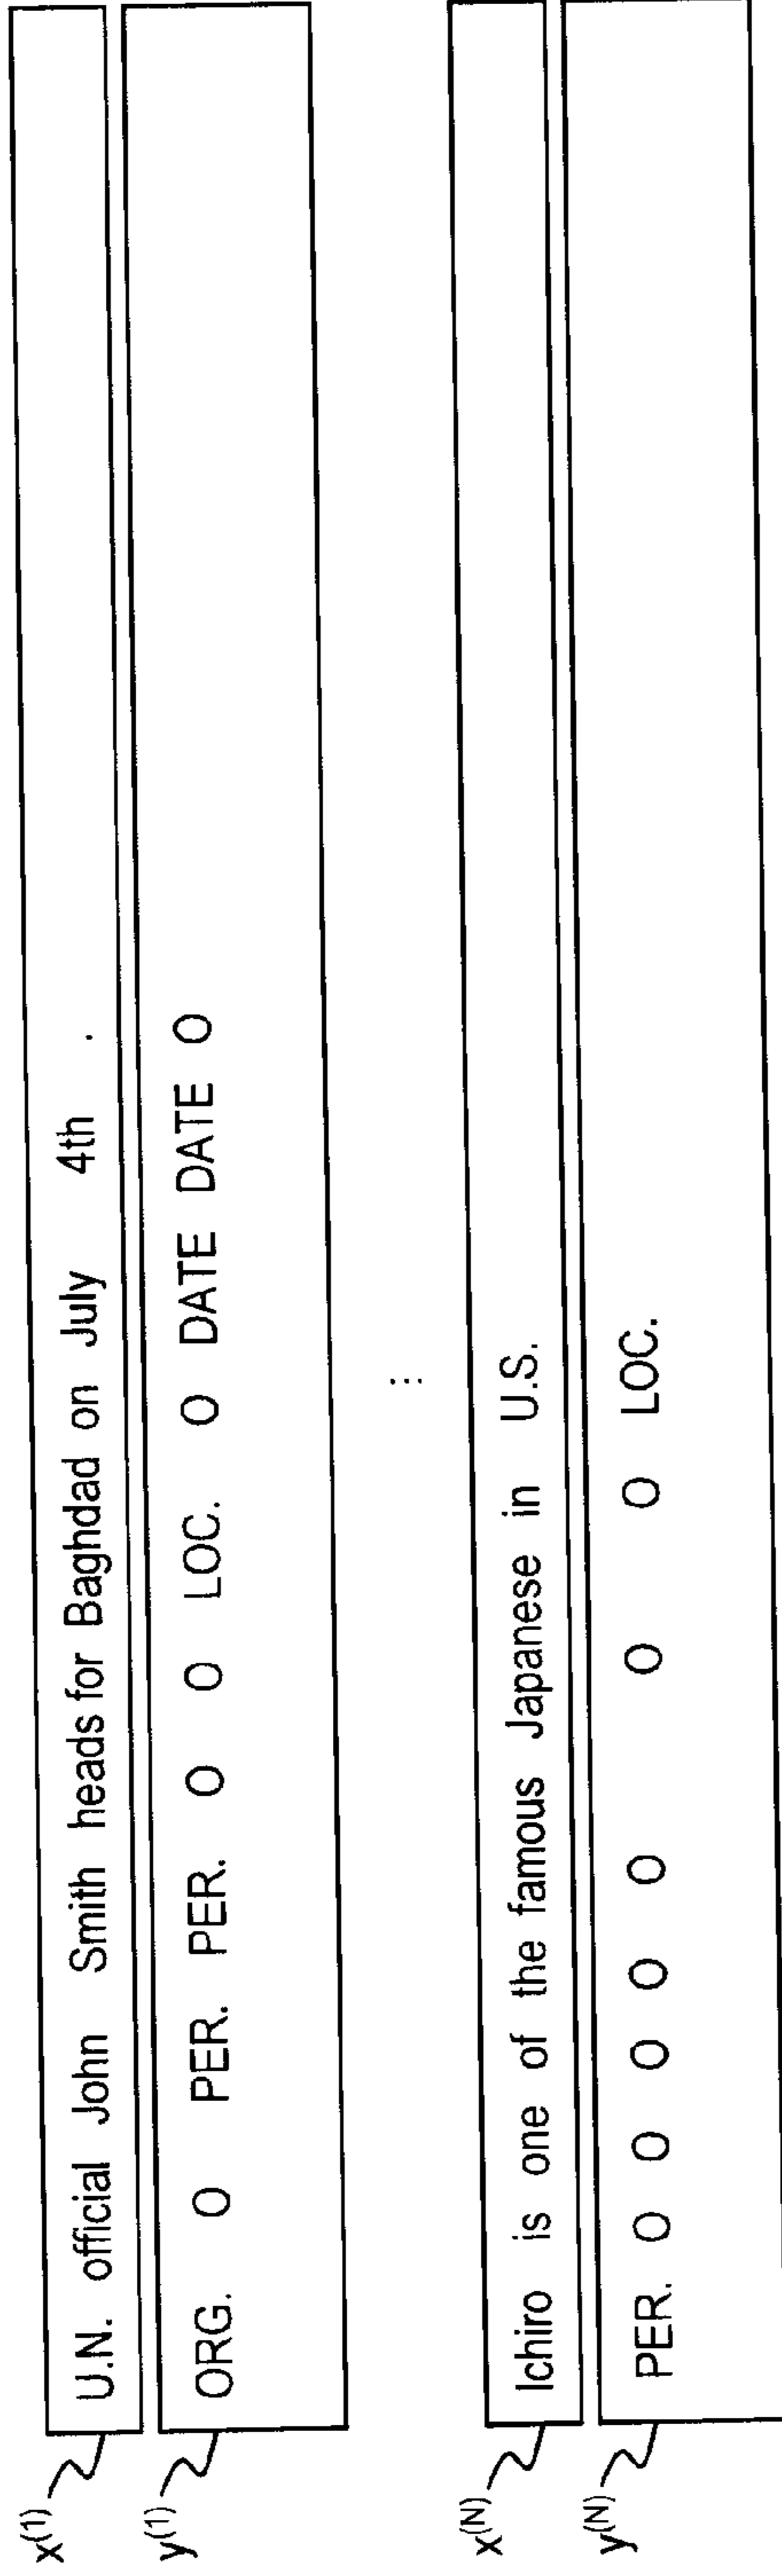 x(1) U.N. official John Smith heads for Baghdad on July 4th .
y(1) ORG. O PER. PER. O O LOC. O DATE DATE O
⋮
x(N) Ichiro is one of the famous Japanese in U.S.
y(N) PER. O O O O O O O LOC.